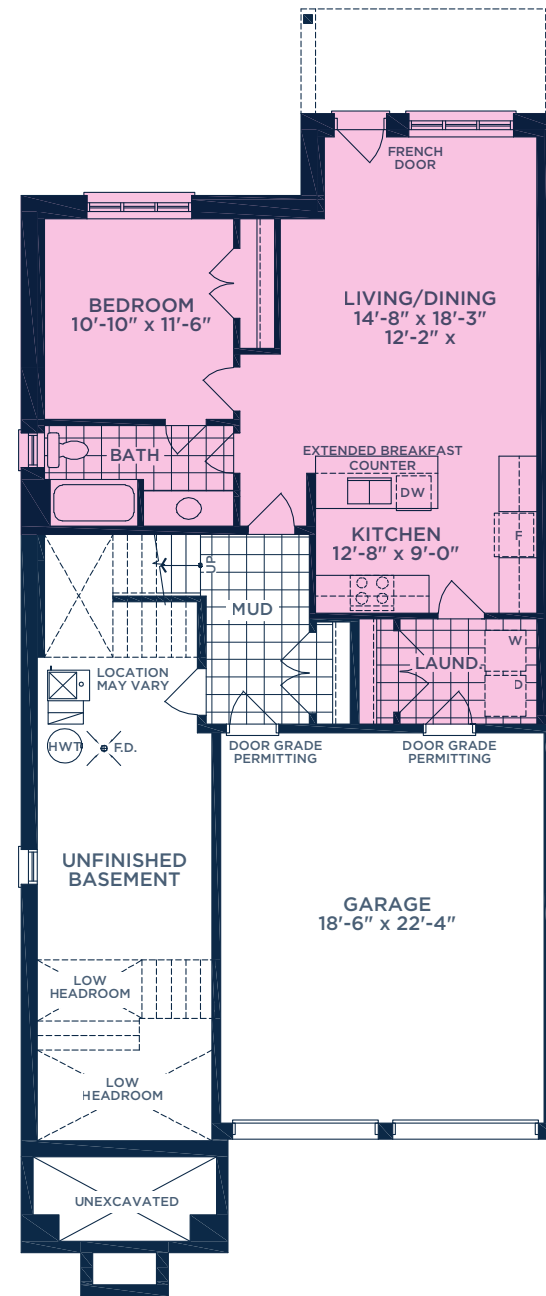 FRENCH
DOOR
BEDROOM
10'-10" x 11'-6"
LIVING/DINING
14'-8" x 18'-3"
12'-2" x
BATH
EXTENDED BREAKFAST
COUNTER
DW
F
KITCHEN
12'-8" x 9'-0"
UP
MUD
W
LAUND.
D
LOCATION
MAY VARY
HWT
F.D.
DOOR GRADE
PERMITTING
DOOR GRADE
PERMITTING
UNFINISHED
BASEMENT
GARAGE
18'-6" x 22'-4"
LOW
HEADROOM
LOW
HEADROOM
UNEXCAVATED